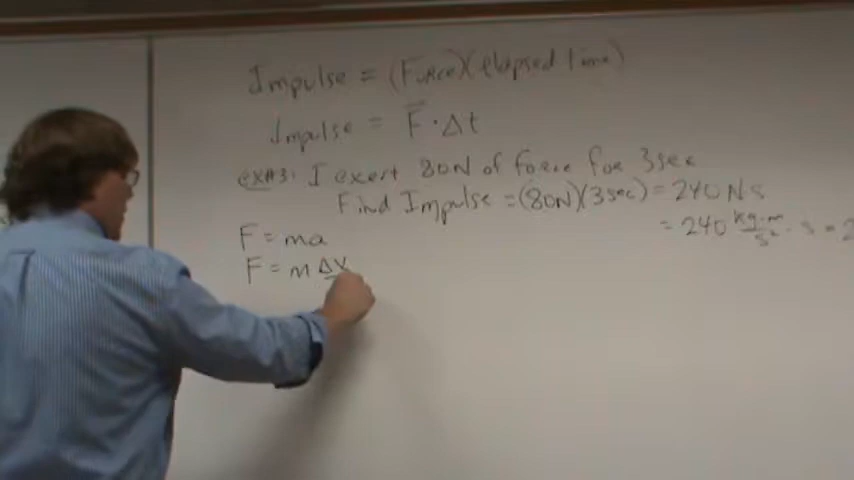 Impulse = (Force)(elapsed time)
Impulse = F · Δt
ex#3: I exert 80N of force for 3sec
Find Impulse = (80N)(3sec) = 240 N s
= 240 kg·m/s² · s = 2
F = ma
F = m ΔV